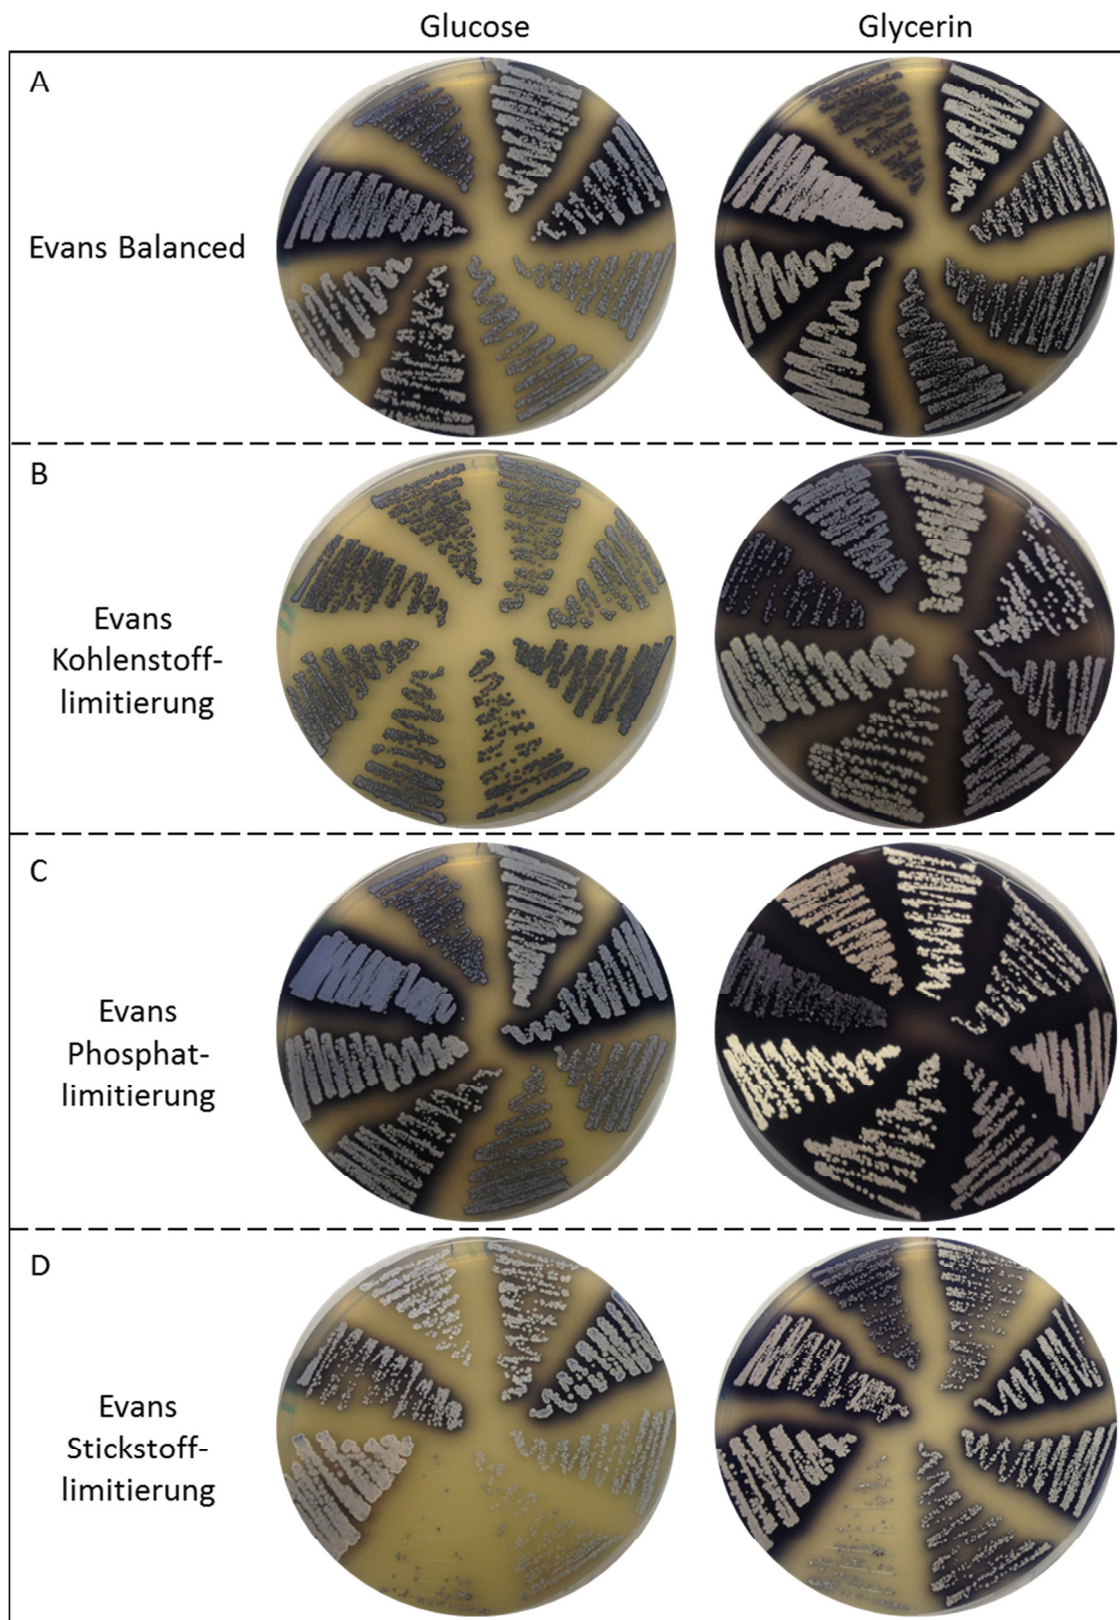 Glucose
Glycerin
A
Evans Balanced
B
Evans
Kohlenstoff-
limitierung
C
Evans
Phosphat-
limitierung
D
Evans
Stickstoff-
limitierung